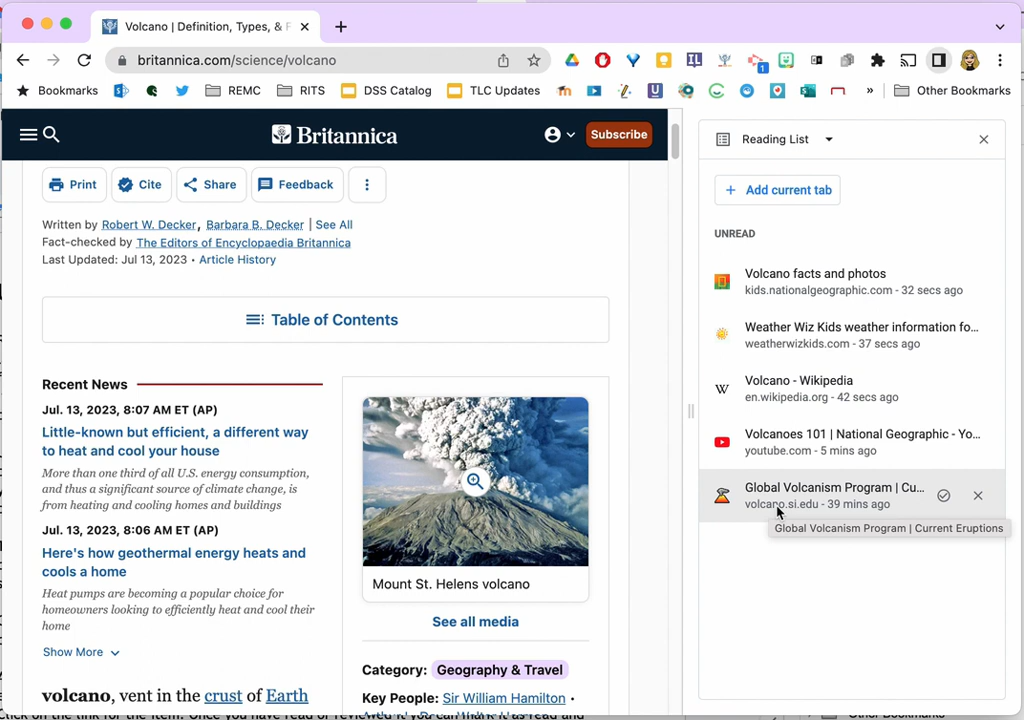 Volcano | Definition, Types, & F
britannica.com/science/volcano
IL
1
Bookmarks
REMC
RITS
DSS Catalog
TLC Updates
U
»
Other Bookmarks
Britannica
Subscribe
Print
Cite
Share
Feedback
Written by Robert W. Decker, Barbara B. Decker | See All
Fact-checked by The Editors of Encyclopaedia Britannica
Last Updated: Jul 13, 2023 • Article History
Table of Contents
Recent News
Jul. 13, 2023, 8:07 AM ET (AP)
Little-known but efficient, a different way
to heat and cool your house
More than one third of all U.S. energy consumption,
and thus a significant source of climate change, is
from heating and cooling homes and buildings
Jul. 13, 2023, 8:06 AM ET (AP)
Here's how geothermal energy heats and
cools a home
Heat pumps are becoming a popular choice for
homeowners looking to efficiently heat and cool their
home
Show More
volcano, vent in the crust of Earth
Mount St. Helens volcano
See all media
Category: Geography & Travel
Key People: Sir William Hamilton •
Reading List
+ Add current tab
UNREAD
Volcano facts and photos
kids.nationalgeographic.com - 32 secs ago
Weather Wiz Kids weather information fo...
weatherwizkids.com - 37 secs ago
W
Volcano - Wikipedia
en.wikipedia.org - 42 secs ago
Volcanoes 101 | National Geographic - Yo...
youtube.com - 5 mins ago
Global Volcanism Program | Cu...
volcano.si.edu - 39 mins ago
Global Volcanism Program | Current Eruptions